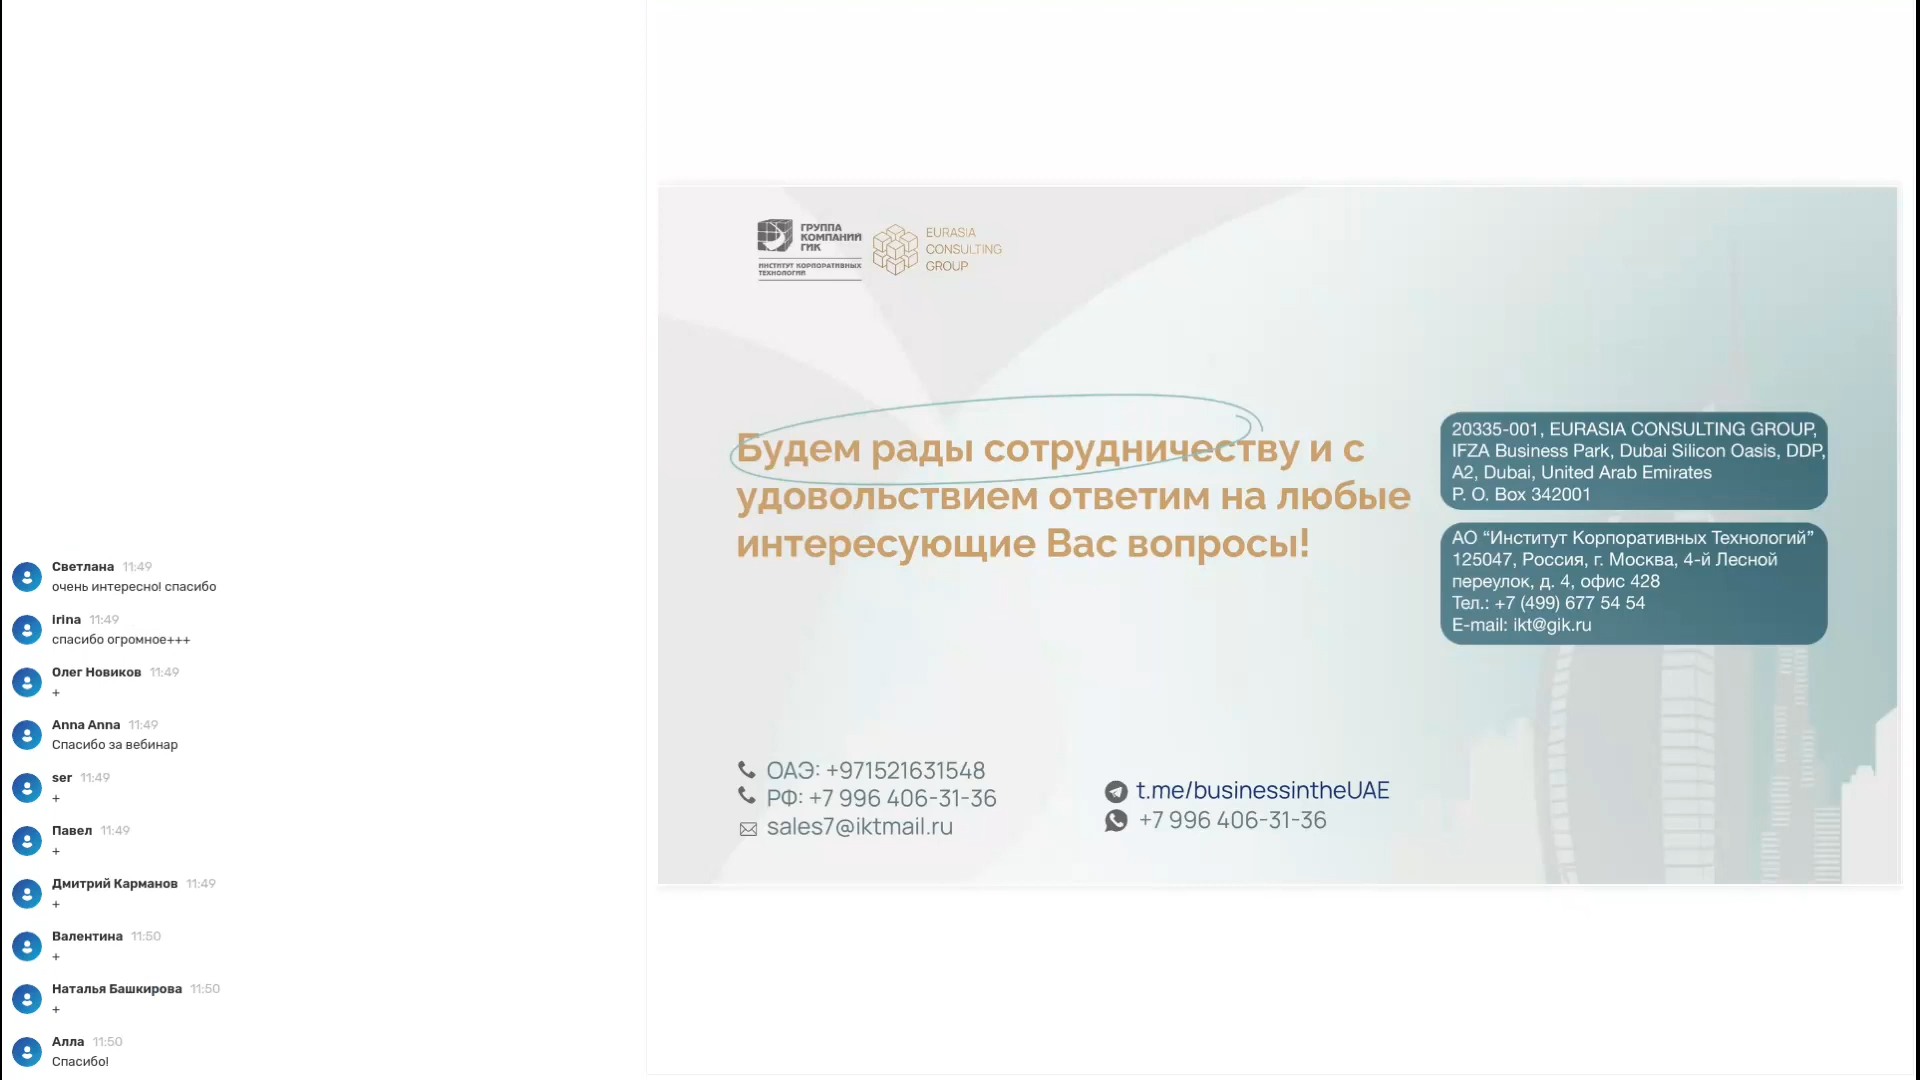 Светлана 11:49
очень интересно! спасибо
irina 11:49
спасибо огромное+++
Олег Новиков 11:49
+
Anna Anna 11:49
Спасибо за вебинар
ser 11:49
+
Павел 11:49
+
Дмитрий Карманов 11:49
+
Валентина 11:50
+
Наталья Башкирова 11:50
+
Алла 11:50
Спасибо!
ГРУППА
КОМПАНИЙ
ГИК
ИНСТИТУТ КОРПОРАТИВНЫХ
ТЕХНОЛОГИЙ
EURASIA
CONSULTING
GROUP
Будем рады сотрудничеству и с
удовольствием ответим на любые
интересующие Вас вопросы!
20335-001, EURASIA CONSULTING GROUP,
IFZA Business Park, Dubai Silicon Oasis, DDP,
A2, Dubai, United Arab Emirates
P. O. Box 342001
АО “Институт Корпоративных Технологий”
125047, Россия, г. Москва, 4-й Лесной
переулок, д. 4, офис 428
Тел.: +7 (499) 677 54 54
E-mail: ikt@gik.ru
ОАЭ: +971521631548
РФ: +7 996 406-31-36
sales7@iktmail.ru
t.me/businessintheUAE
+7 996 406-31-36